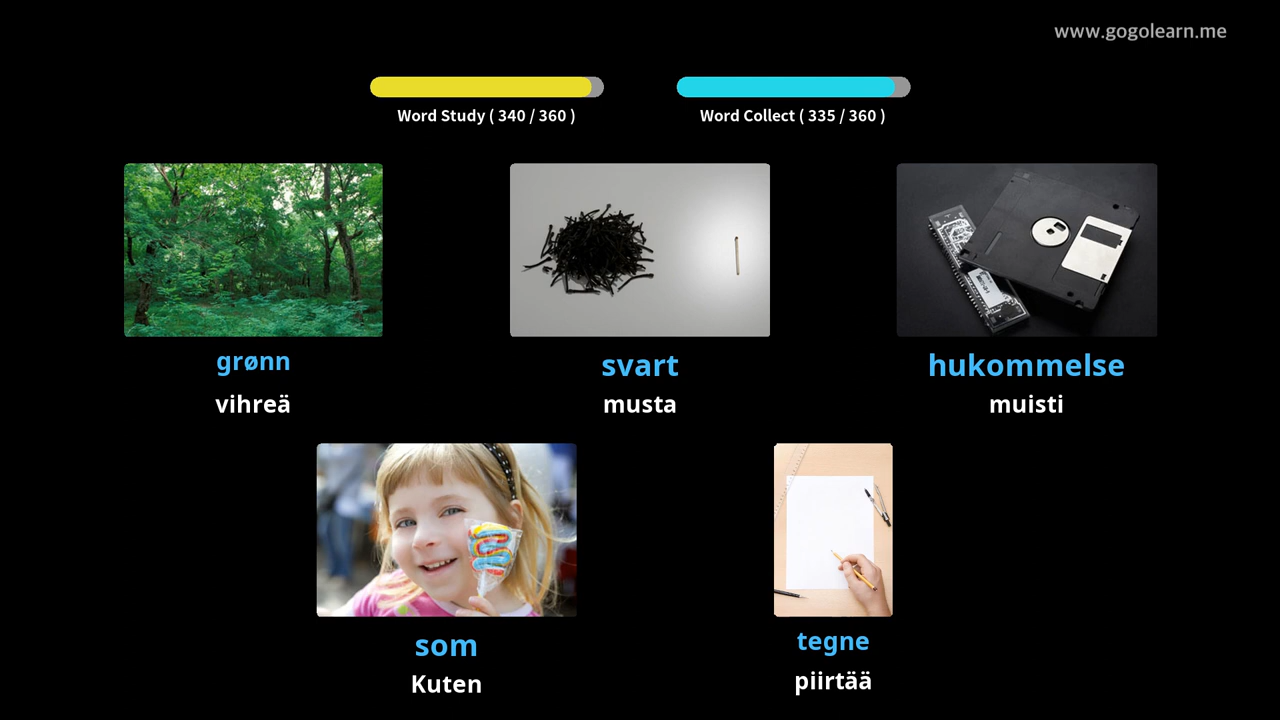 www.gogolearn.me
Word Study ( 340 / 360 )
Word Collect ( 335 / 360 )
grønn
svart
hukommelse
vihreä
musta
muisti
som
tegne
Kuten
piirtää